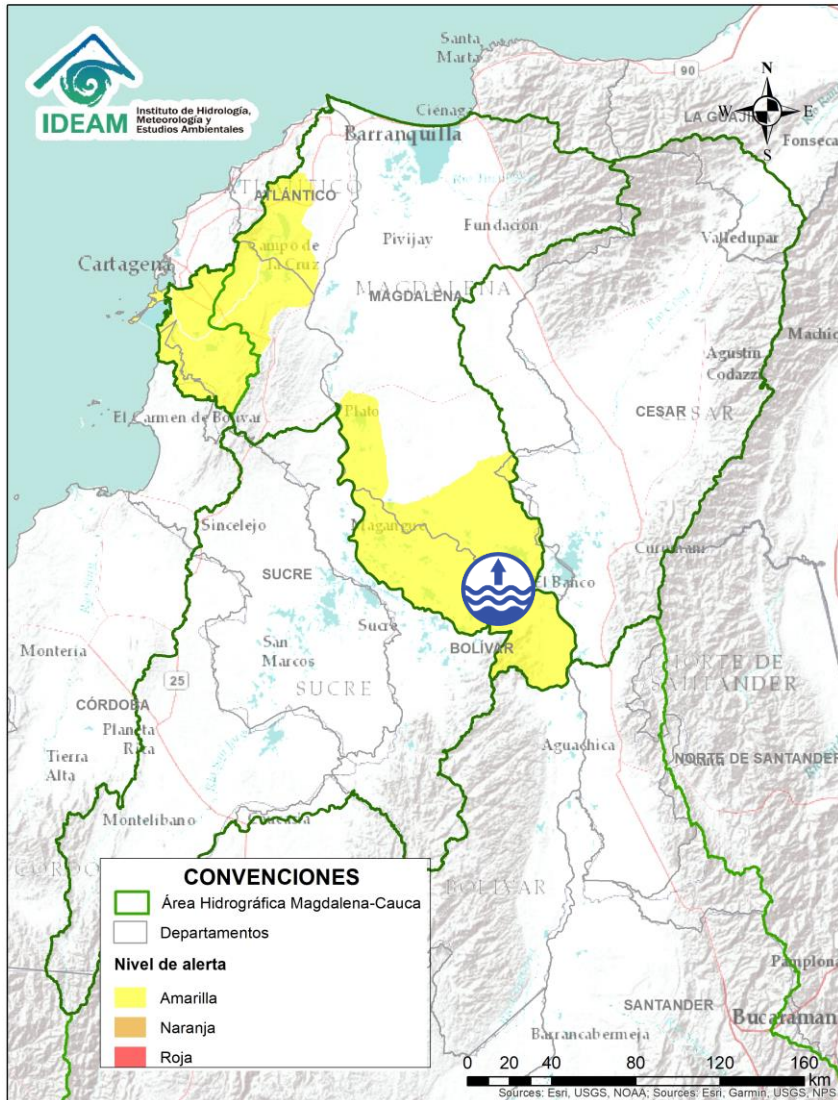 IDEAM
Instituto de Hidrología,
Meteorología y
Estudios Ambientales
Santa
Marta
90
N
W E
S
LA GUAJIRA
Fonseca
Ciénaga
Barranquilla
ATLÁNTICO
ATLÁNTICO
Campo de
la Cruz
Pivijay
Fundación
Valledupar
Cartagena
MAGDALENA
MAGDALENA
Agustín
Codazzi
El Carmen de Bolívar
Plato
CESAR
CESAR
Sincelejo
Magangué
Curumaní
El Banco
SUCRE
Sucre
BOLÍVAR
Montería
San
Marcos
SUCRE
25
NORTE DE
SANTANDER
CÓRDOBA
Planeta
Rica
Tierra
Alta
Aguachica
NORTE DE SANTANDER
Montelíbano
BOLÍVAR
CONVENCIONES
Área Hidrográfica Magdalena-Cauca
Departamentos
Nivel de alerta
Amarilla
Naranja
Roja
Pamplona
SANTANDER
Bucaraman
Barrancabermeja
0 20 40 80 120 160
km
Sources: Esri, USGS, NOAA; Sources: Esri, Garmin, USGS, NPS